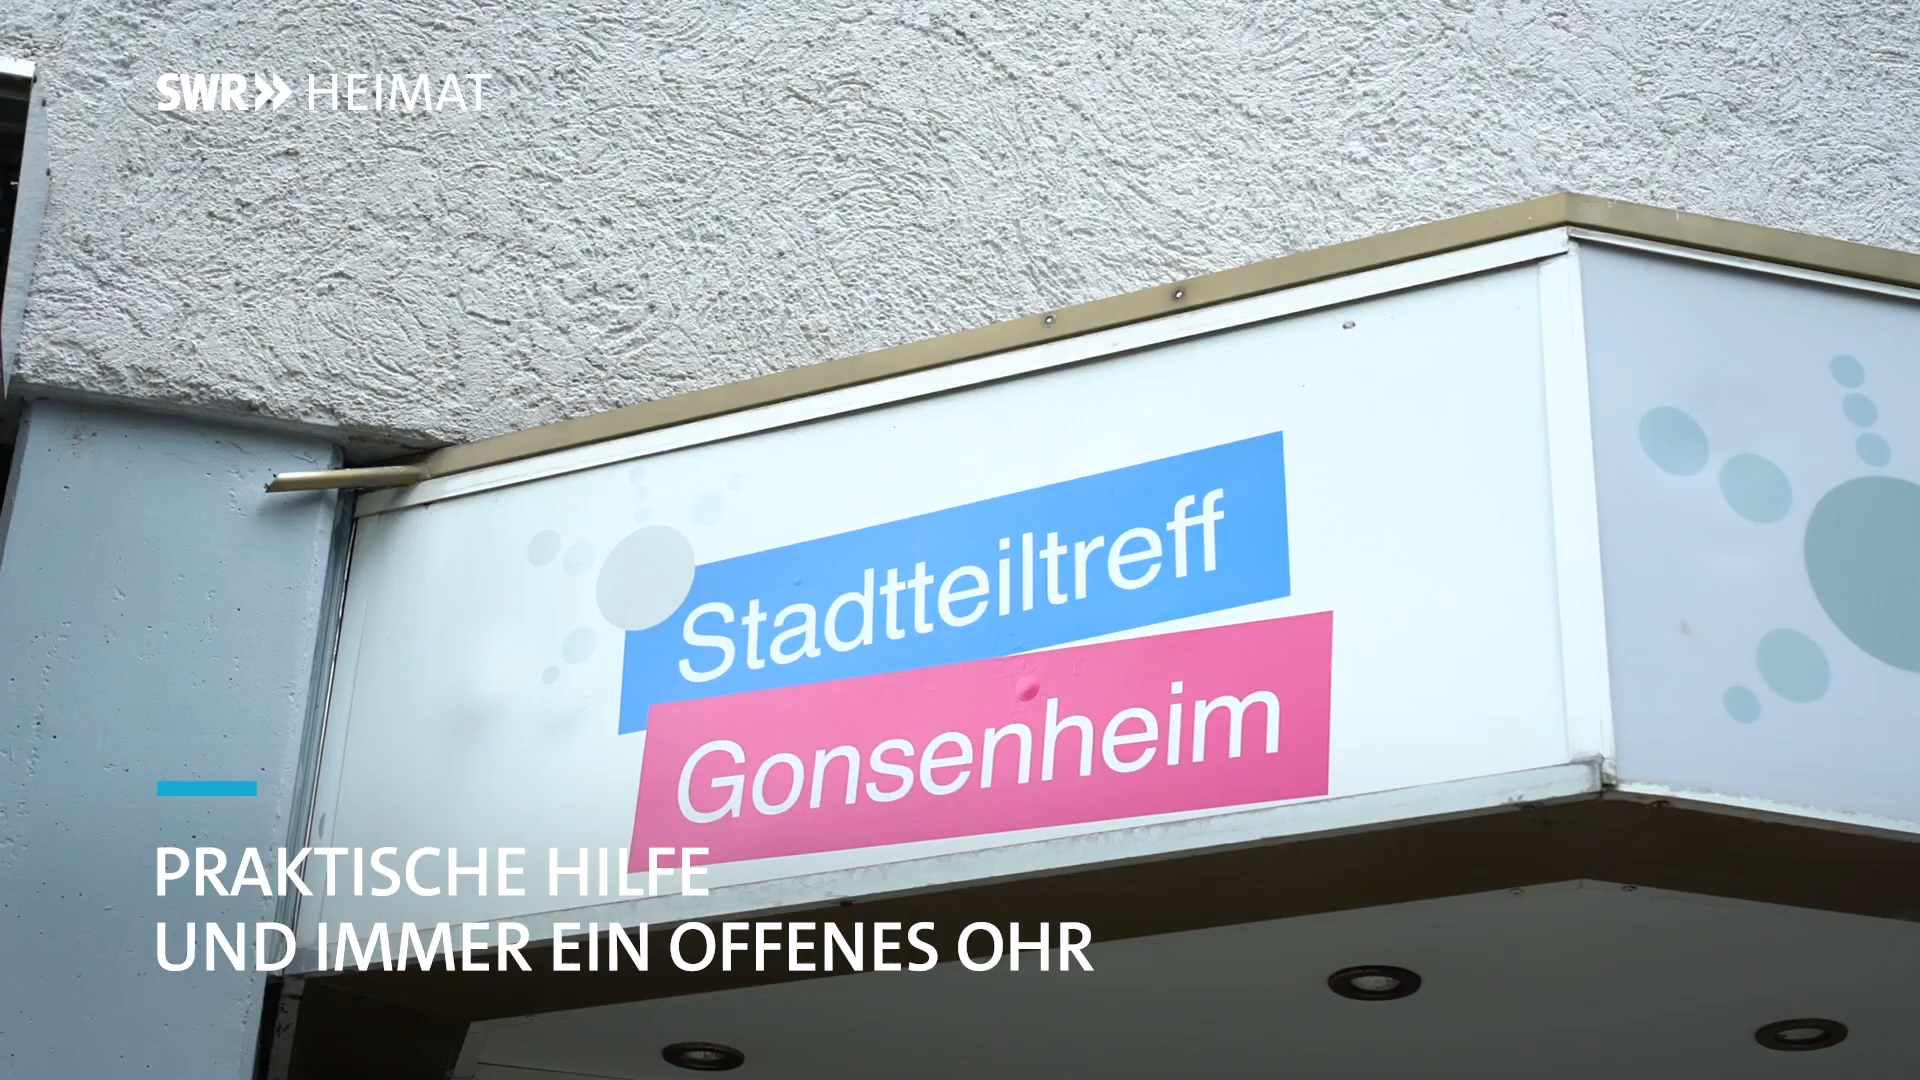 SWR» HEIMAT
Stadtteiltreff
Gonsenheim
PRAKTISCHE HILFE
UND IMMER EIN OFFENES OHR